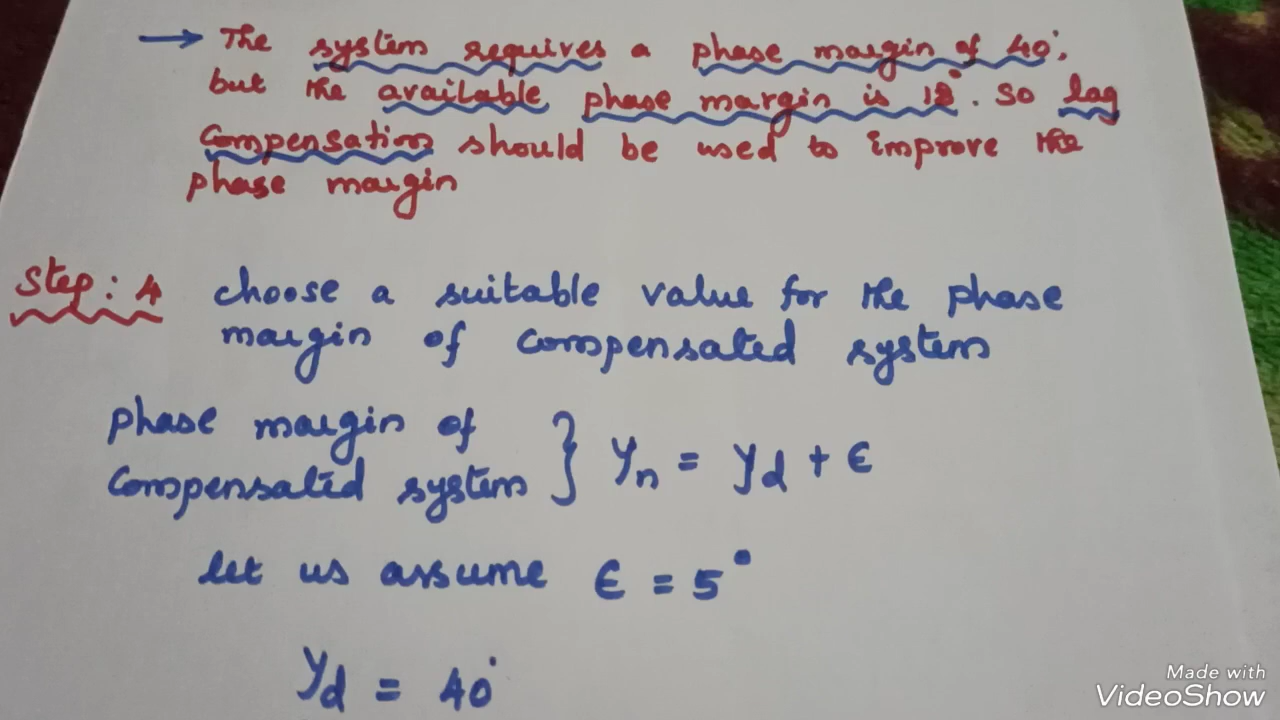 → The system requires a phase margin of 40°,
but the available phase margin is 18°. So lag
compensation should be used to improve the
phase margin
Step: 4 choose a suitable value for the phase
margin of compensated system
phase margin of
compensated system } γn = γd + ϵ
let us assume ϵ = 5°
γd = 40°
Made with
VideoShow